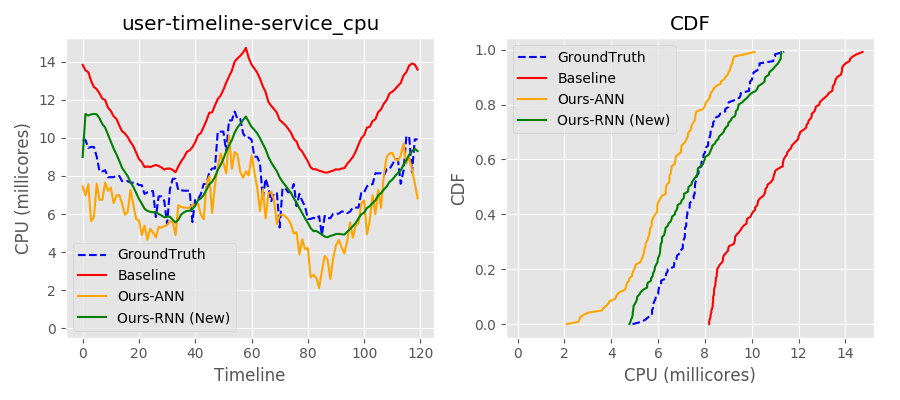 user-timeline-service_cpu
CPU (millicores)
14
12
10
8
6
4
2
0
GroundTruth
Baseline
Ours-ANN
Ours-RNN (New)
0 20 40 60 80 100 120
Timeline
CDF
CDF
1.0
0.8
0.6
0.4
0.2
0.0
GroundTruth
Baseline
Ours-ANN
Ours-RNN (New)
0 2 4 6 8 10 12 14
CPU (millicores)